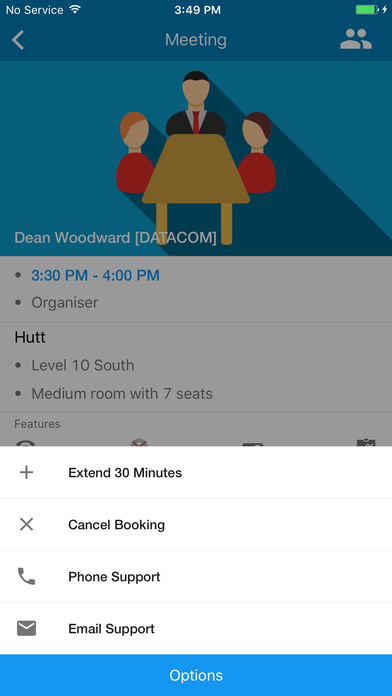 No Service 3:49 PM
Meeting
Dean Woodward [DATACOM]
3:30 PM - 4:00 PM
Organiser
Hutt
Level 10 South
Medium room with 7 seats
Features
Extend 30 Minutes
Cancel Booking
Phone Support
Email Support
Options